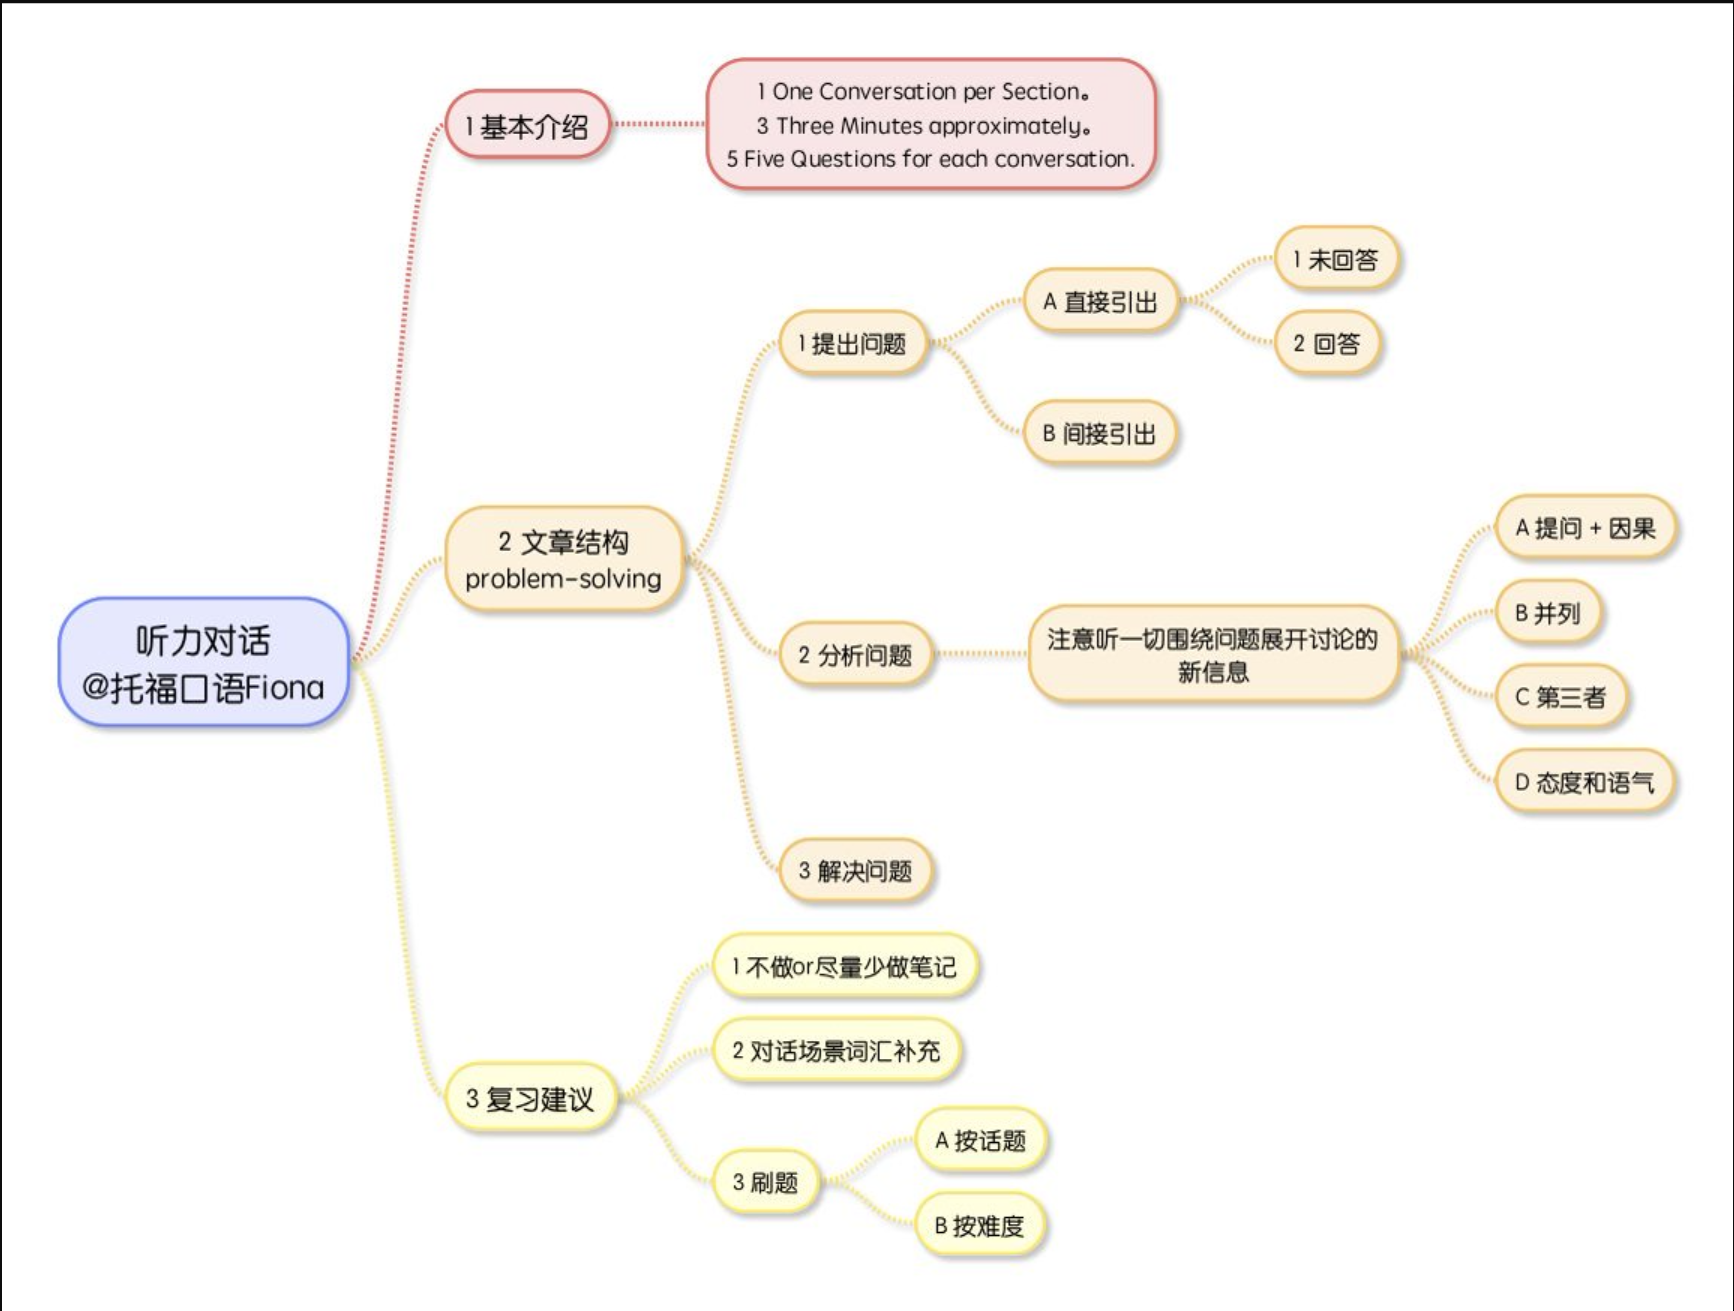 听力对话
@托福口语Fiona
1 基本介绍
1 One Conversation per Section。
3 Three Minutes approximately。
5 Five Questions for each conversation.
2 文章结构
problem-solving
1 提出问题
A 直接引出
1 未回答
2 回答
B 间接引出
2 分析问题
注意听一切围绕问题展开讨论的
新信息
A 提问 + 因果
B 并列
C 第三者
D 态度和语气
3 解决问题
3 复习建议
1 不做or尽量少做笔记
2 对话场景词汇补充
3 刷题
A 按话题
B 按难度